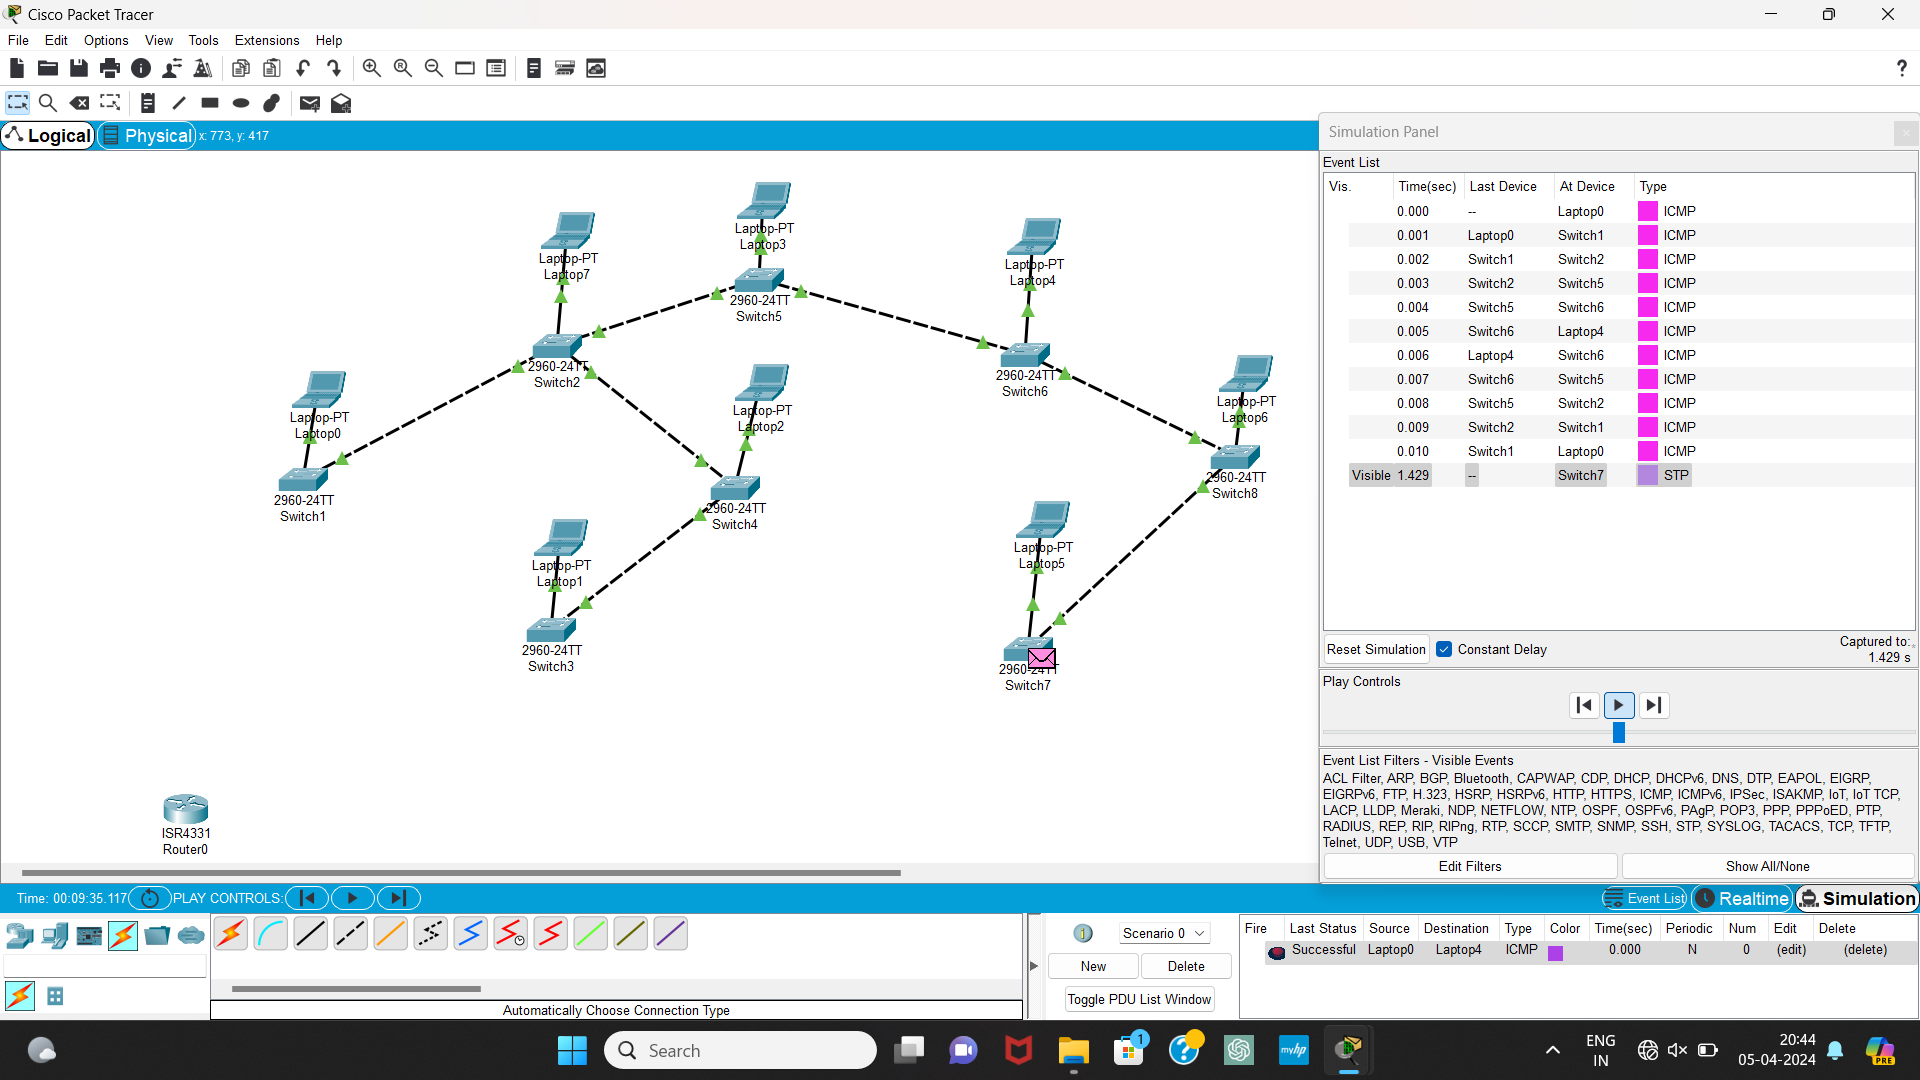 Cisco Packet Tracer
File Edit Options View Tools Extensions Help
Logical Physical x: 773, y: 417
Laptop-PT
Laptop7
Laptop-PT
Laptop3
Laptop-PT
Laptop4
2960-24TT
Switch5
2960-24TT
Switch2
2960-24TT
Switch6
Laptop-PT
Laptop0
Laptop-PT
Laptop2
Laptop-PT
Laptop6
2960-24TT
Switch1
2960-24TT
Switch4
2960-24TT
Switch8
Laptop-PT
Laptop1
Laptop-PT
Laptop5
2960-24TT
Switch3
2960-24TT
Switch7
ISR4331
Router0
Simulation Panel
Event List
Vis. Time(sec) Last Device At Device Type
0.000 -- Laptop0 ICMP
0.001 Laptop0 Switch1 ICMP
0.002 Switch1 Switch2 ICMP
0.003 Switch2 Switch5 ICMP
0.004 Switch5 Switch6 ICMP
0.005 Switch6 Laptop4 ICMP
0.006 Laptop4 Switch6 ICMP
0.007 Switch6 Switch5 ICMP
0.008 Switch5 Switch2 ICMP
0.009 Switch2 Switch1 ICMP
0.010 Switch1 Laptop0 ICMP
Visible 1.429 -- Switch7 STP
Reset Simulation Constant Delay
Captured to:
1.429 s
Play Controls
Event List Filters - Visible Events
ACL Filter, ARP, BGP, Bluetooth, CAPWAP, CDP, DHCP, DHCPv6, DNS, DTP, EAPOL, EIGRP,
EIGRPv6, FTP, H.323, HSRP, HSRPv6, HTTP, HTTPS, ICMP, ICMPv6, IPSec, ISAKMP, IoT, IoT TCP,
LACP, LLDP, Meraki, NDP, NETFLOW, NTP, OSPF, OSPFv6, PAgP, POP3, PPP, PPPoED, PTP,
RADIUS, REP, RIP, RIPng, RTP, SCCP, SMTP, SNMP, SSH, STP, SYSLOG, TACACS, TCP, TFTP,
Telnet, UDP, USB, VTP
Edit Filters Show All/None
Time: 00:09:35.117 PLAY CONTROLS: Event List Realtime Simulation
Automatically Choose Connection Type
Scenario 0
New Delete
Toggle PDU List Window
Fire Last Status Source Destination Type Color Time(sec) Periodic Num Edit Delete
Successful Laptop0 Laptop4 ICMP 0.000 N 0 (edit) (delete)
Search
1
myhp
ENG
IN
20:44
05-04-2024
PRE